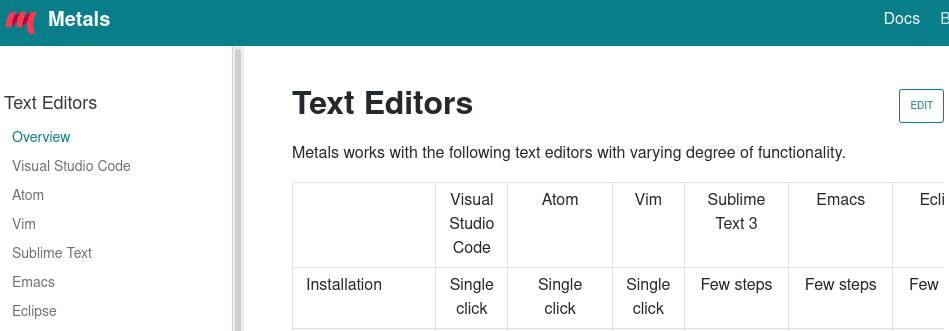 Metals
Docs B
Text Editors
Overview
Visual Studio Code
Atom
Vim
Sublime Text
Emacs
Eclipse
Text Editors
EDIT
Metals works with the following text editors with varying degree of functionality.
Visual Studio Code Atom Vim Sublime Text 3 Emacs Ecli
Installation Single click Single click Single click Few steps Few steps Few